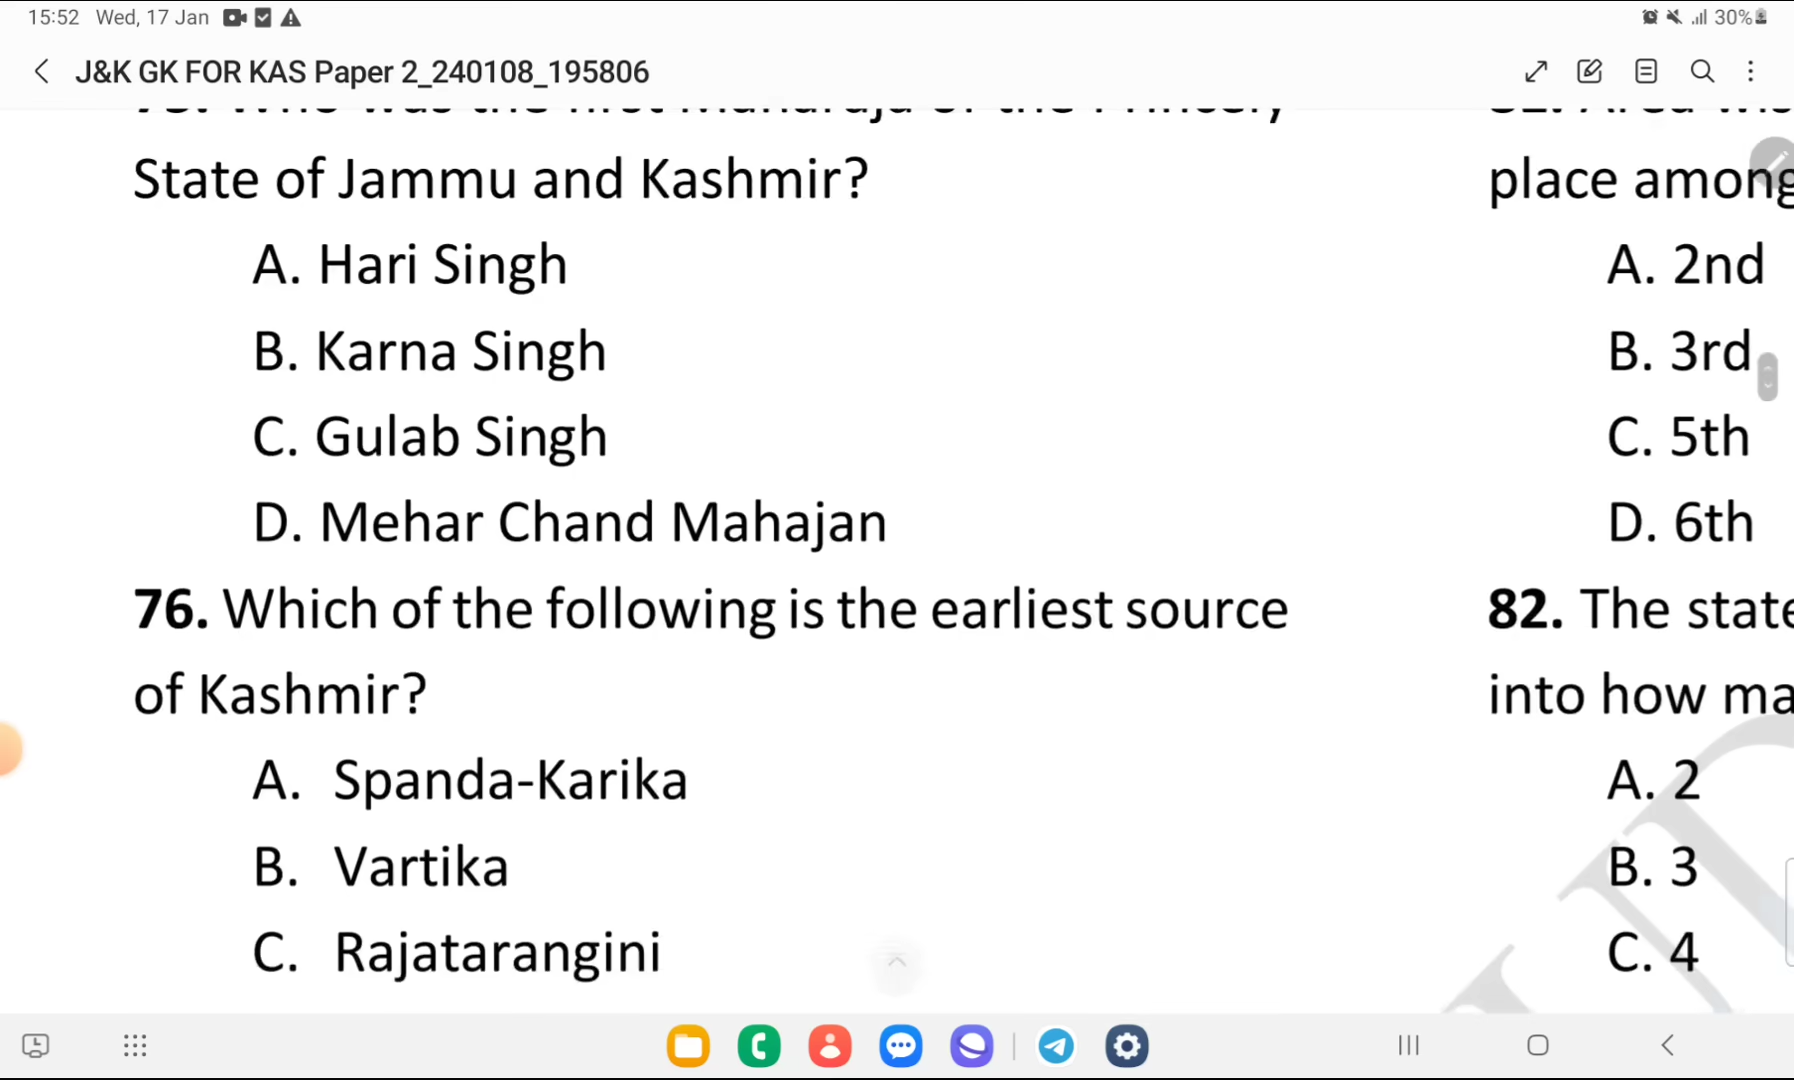 15:52 Wed, 17 Jan
30%
J&K GK FOR KAS Paper 2_240108_195806
State of Jammu and Kashmir?
A. Hari Singh
B. Karna Singh
C. Gulab Singh
D. Mehar Chand Mahajan
76. Which of the following is the earliest source
of Kashmir?
A. Spanda-Karika
B. Vartika
C. Rajatarangini
place among
A. 2nd
B. 3rd
C. 5th
D. 6th
82. The state
into how ma
A. 2
B. 3
C. 4